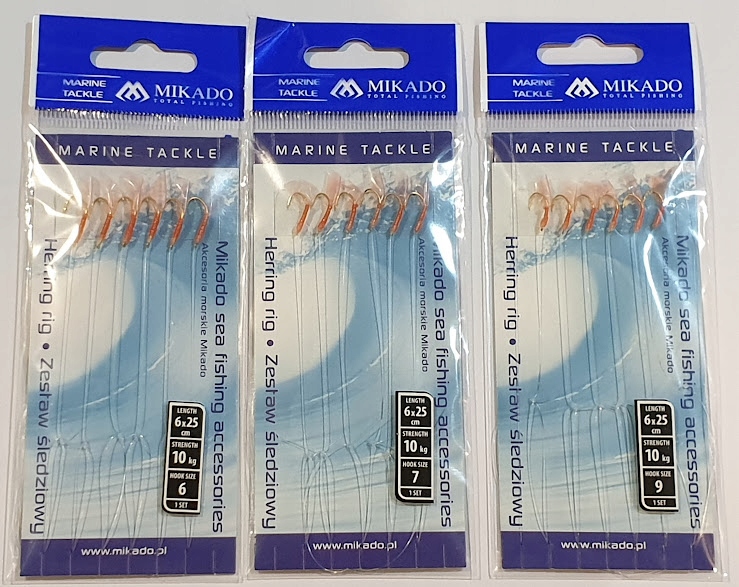 MARINE
TACKLE
MIKADO
TOTAL FISHING
MARINE TACKLE
Mikado sea fishing accessories
Akcesoria morskie Mikado
Herring rig • Zestaw śledziowy
LENGTH
6x25
cm
STRENGTH
10 kg
HOOK SIZE
6
1 SET
www.mikado.pl
MARINE
TACKLE
MIKADO
TOTAL FISHING
MARINE TACKLE
Mikado sea fishing accessories
Akcesoria morskie Mikado
Herring rig • Zestaw śledziowy
LENGTH
6x25
cm
STRENGTH
10 kg
HOOK SIZE
7
1 SET
www.mikado.pl
MARINE
TACKLE
MIKADO
TOTAL FISHING
MARINE TACKLE
Mikado sea fishing accessories
Akcesoria morskie Mikado
Herring rig • Zestaw śledziowy
LENGTH
6x25
cm
STRENGTH
10 kg
HOOK SIZE
9
1 SET
www.mikado.pl